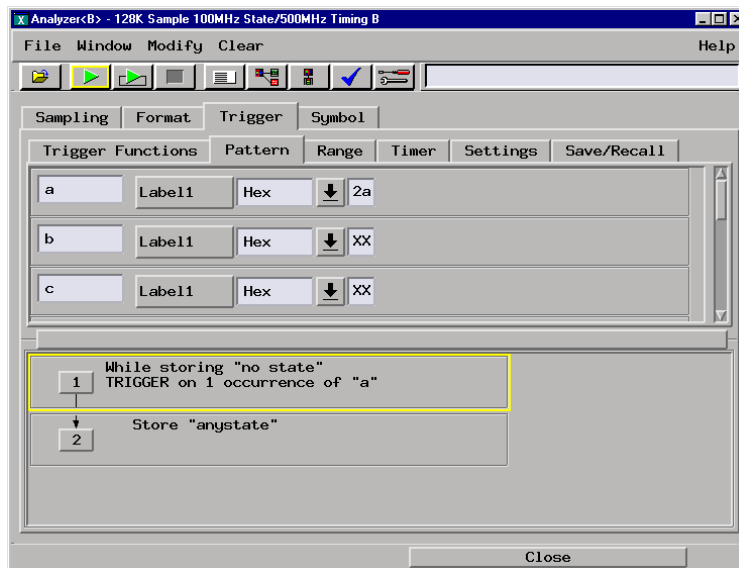 Analyzer<B> - 128K Sample 100MHz State/500MHz Timing B
File Window Modify Clear Help
Sampling Format Trigger Symbol
Trigger Functions Pattern Range Timer Settings Save/Recall
a Label1 Hex 2a
b Label1 Hex XX
c Label1 Hex XX
While storing "no state"
1 TRIGGER on 1 occurrence of "a"
Store "anystate"
2
Close